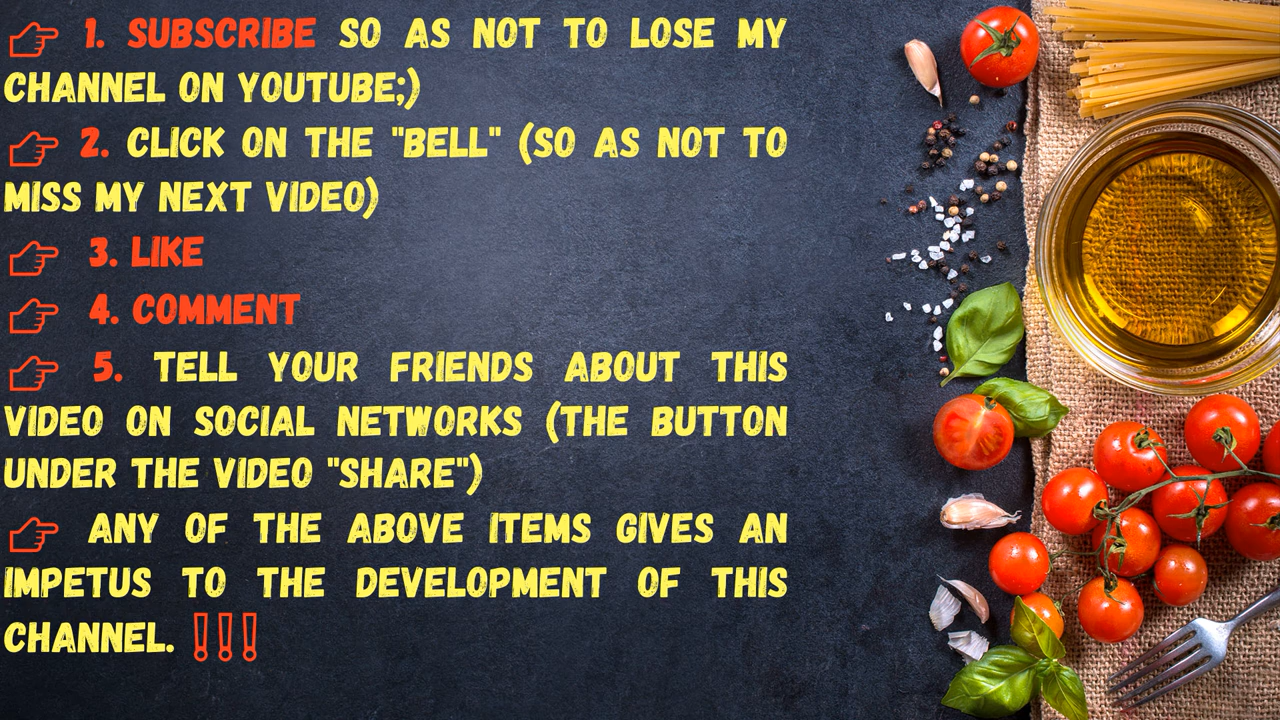 👉 1. SUBSCRIBE SO AS NOT TO LOSE MY
CHANNEL ON YOUTUBE;)
👉 2. CLICK ON THE "BELL" (SO AS NOT TO
MISS MY NEXT VIDEO)
👉 3. LIKE
👉 4. COMMENT
👉 5. TELL YOUR FRIENDS ABOUT THIS
VIDEO ON SOCIAL NETWORKS (THE BUTTON
UNDER THE VIDEO "SHARE")
👉 ANY OF THE ABOVE ITEMS GIVES AN
IMPETUS TO THE DEVELOPMENT OF THIS
CHANNEL. !!!